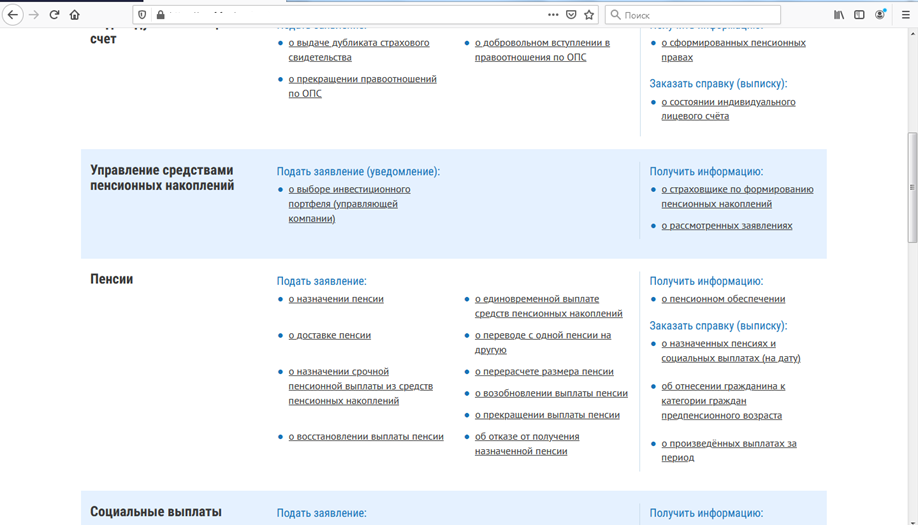 Поиск
счет
о выдаче дубликата страхового
свидетельства
о прекращении правоотношений
по ОПС
о добровольном вступлении в
правоотношения по ОПС
о сформированных пенсионных
правах
Заказать справку (выписку):
о состоянии индивидуального
лицевого счёта
Управление средствами
пенсионных накоплений
Подать заявление (уведомление):
о выборе инвестиционного
портфеля (управляющей
компании)
Получить информацию:
о страховщике по формированию
пенсионных накоплений
о рассмотренных заявлениях
Пенсии
Подать заявление:
о назначении пенсии
о доставке пенсии
о назначении срочной
пенсионной выплаты из средств
пенсионных накоплений
о восстановлении выплаты пенсии
о единовременной выплате
средств пенсионных накоплений
о переводе с одной пенсии на
другую
о перерасчете размера пенсии
о возобновлении выплаты пенсии
о прекращении выплаты пенсии
об отказе от получения
назначенной пенсии
Получить информацию:
о пенсионном обеспечении
Заказать справку (выписку):
о назначенных пенсиях и
социальных выплатах (на дату)
об отнесении гражданина к
категории граждан
предпенсионного возраста
о произведённых выплатах за
период
Социальные выплаты
Подать заявление:
Получить информацию: